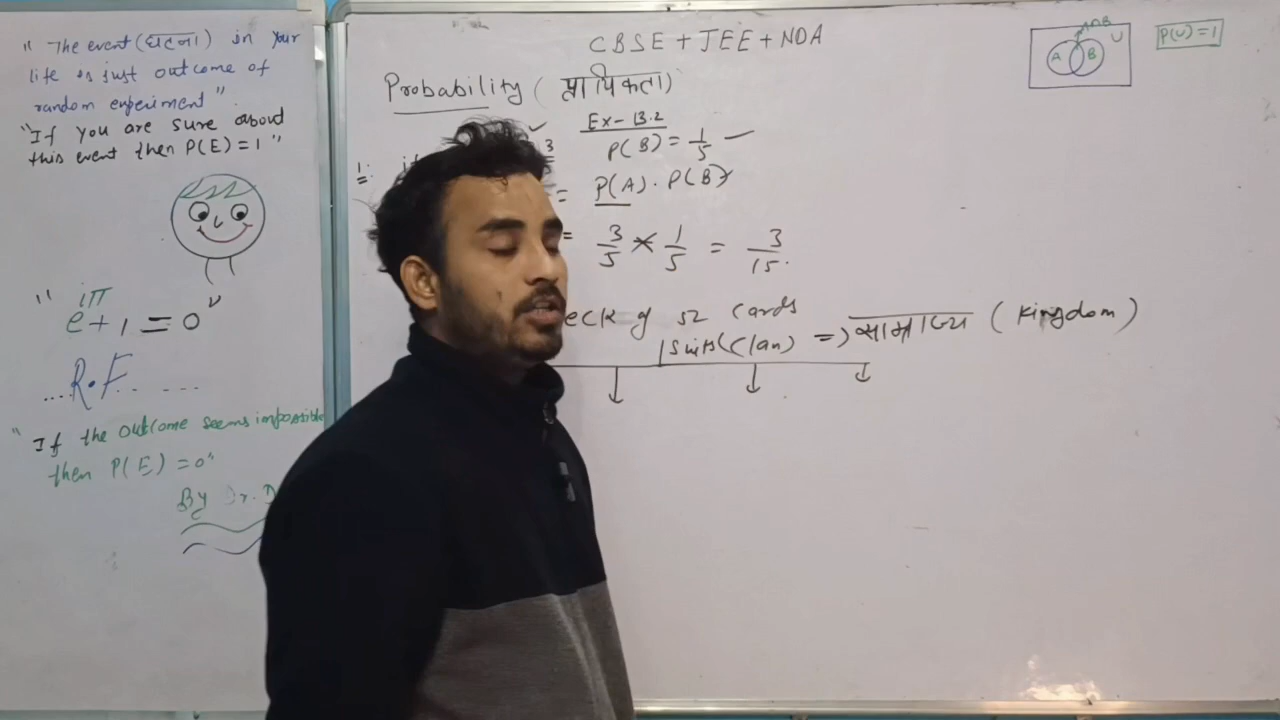 " The event (घटना) in your
life is just outcome of
random experiment"
"If you are sure about
this event then P(E) = 1 "
" e^iπ + 1 = 0 "
...R.F. ....
" If the outcome seems impossible
then P(E) = 0"
By Dr. D
CBSE + JEE + NDA
Probability ( प्रायिकता )
Ex - 13.2
1: if 3 P(B) = 1/5
= P(A) . P(B)
= 3/5 × 1/5 = 3/15.
eck of 52 cards
suits (Clan) => साम्राज्य ( Kingdom )
A∩B
U
A B
P(U) = 1